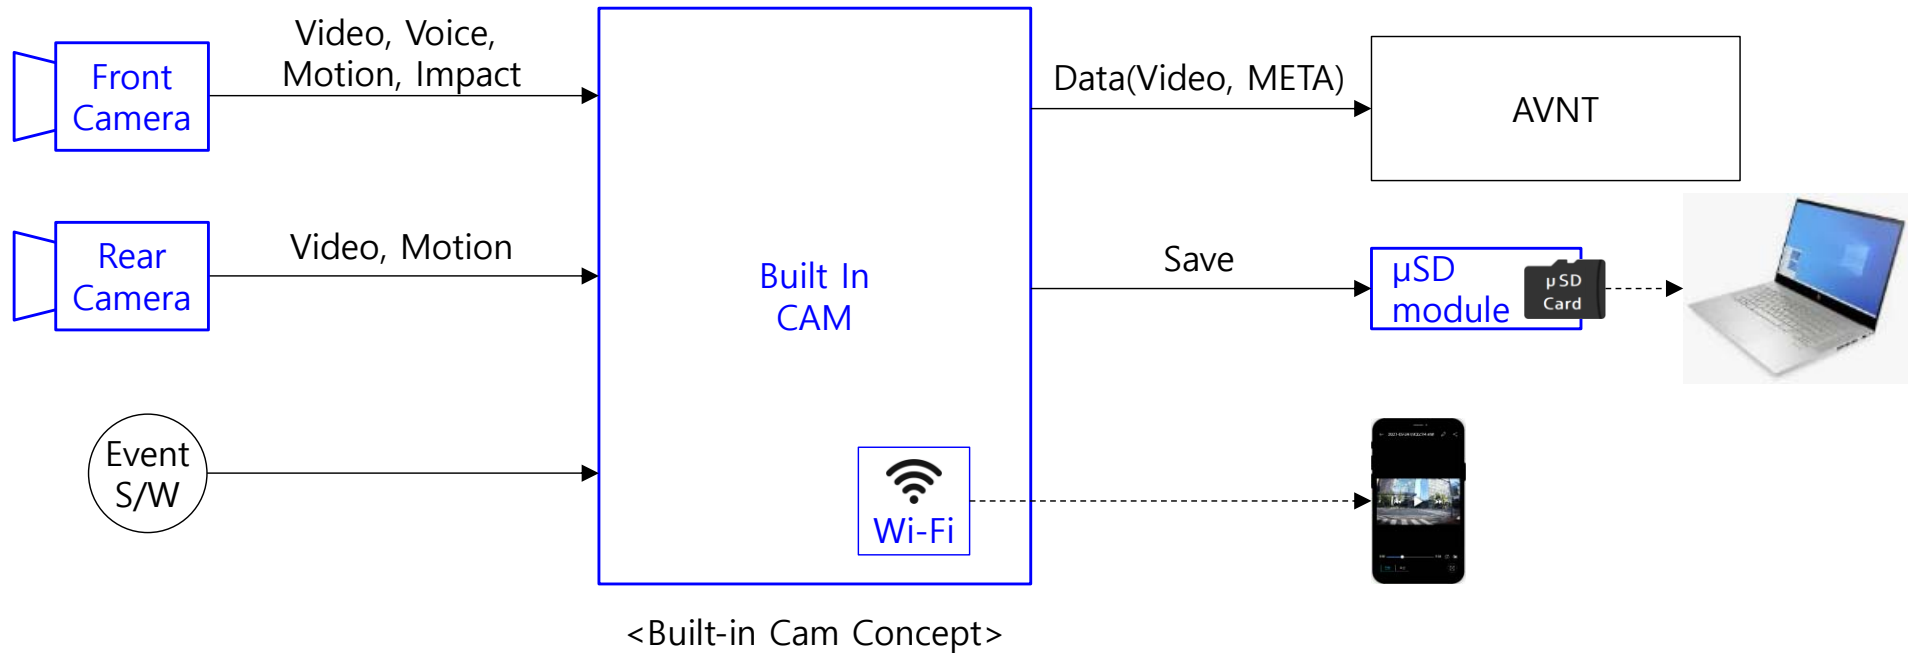 Video, Voice,
Motion, Impact
Front
Camera
Data(Video, META)
AVNT
Rear
Camera
Video, Motion
Built In
CAM
Save
µSD
module
µSD
Card
Event
S/W
Wi-Fi
<Built-in Cam Concept>